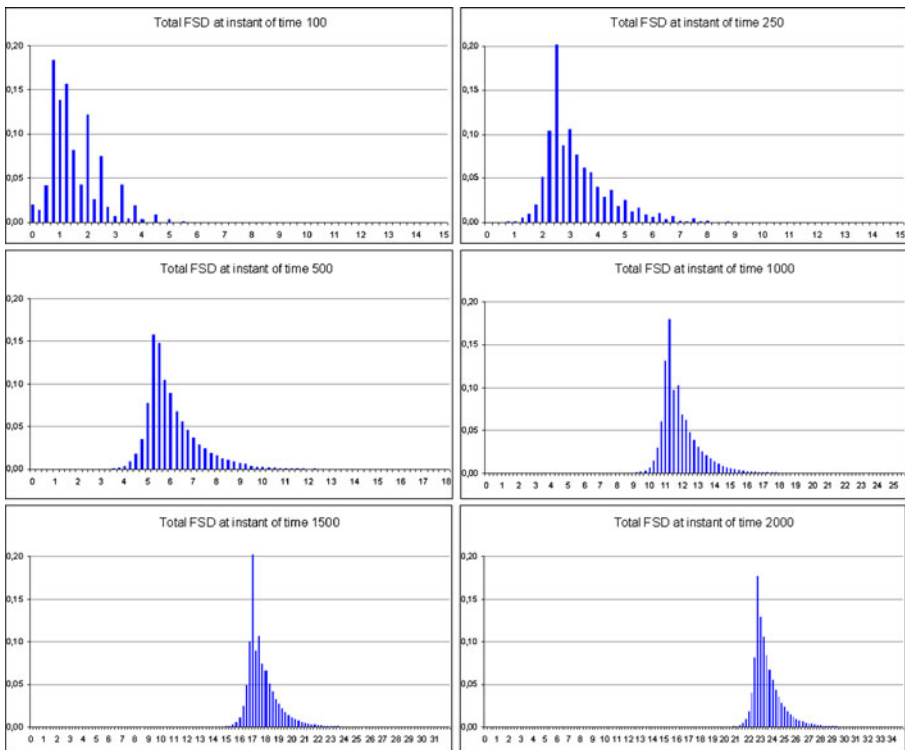 Total FSD at instant of time 100
0,20
0,15
0,10
0,05
0,00
0 1 2 3 4 5 6 7 8 9 10 11 12 13 14 15
Total FSD at instant of time 250
0,20
0,15
0,10
0,05
0,00
0 1 2 3 4 5 6 7 8 9 10 11 12 13 14 15
Total FSD at instant of time 500
0,20
0,15
0,10
0,05
0,00
0 1 2 3 4 5 6 7 8 9 10 11 12 13 14 15 16 17 18
Total FSD at instant of time 1000
0,20
0,15
0,10
0,05
0,00
0 1 2 3 4 5 6 7 8 9 10 11 12 13 14 15 16 17 18 19 20 21 22 23 24 25
Total FSD at instant of time 1500
0,20
0,15
0,10
0,05
0,00
0 1 2 3 4 5 6 7 8 9 10 11 12 13 14 15 16 17 18 19 20 21 22 23 24 25 26 27 28 29 30 31
Total FSD at instant of time 2000
0,20
0,15
0,10
0,05
0,00
0 1 2 3 4 5 6 7 8 9 10 11 12 13 14 15 16 17 18 19 20 21 22 23 24 25 26 27 28 29 30 31 32 33 34